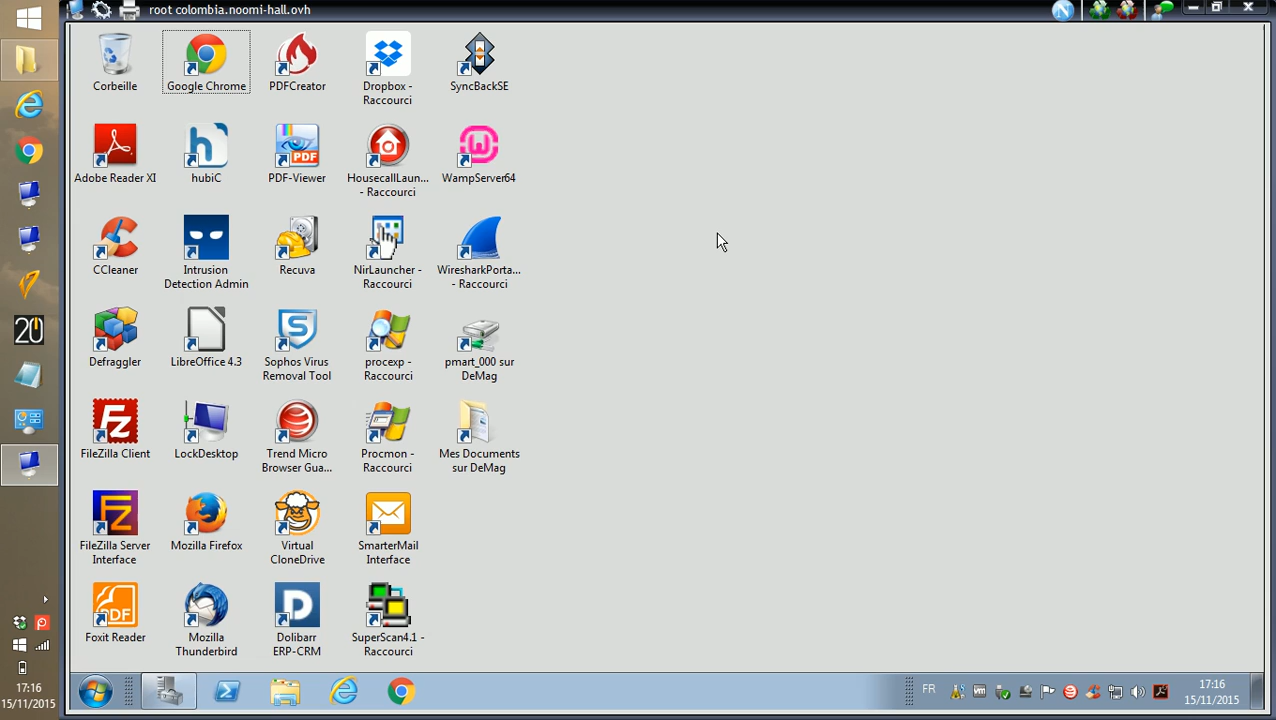 root colombia.noomi-hall.ovh
Corbeille
Google Chrome
PDFCreator
Dropbox -
Raccourci
SyncBackSE
Adobe Reader XI
hubiC
PDF-Viewer
HousecallLaun...
- Raccourci
WampServer64
CCleaner
Intrusion
Detection Admin
Recuva
NirLauncher -
Raccourci
WiresharkPorta...
- Raccourci
Defraggler
LibreOffice 4.3
Sophos Virus
Removal Tool
procexp -
Raccourci
pmart_000 sur
DeMag
FileZilla Client
LockDesktop
Trend Micro
Browser Gua...
Procmon -
Raccourci
Mes Documents
sur DeMag
FileZilla Server
Interface
Mozilla Firefox
Virtual
CloneDrive
SmarterMail
Interface
Foxit Reader
Mozilla
Thunderbird
Dolibarr
ERP-CRM
SuperScan4.1 -
Raccourci
PDF
PDF
20
17:16
15/11/2015
FR
17:16
15/11/2015